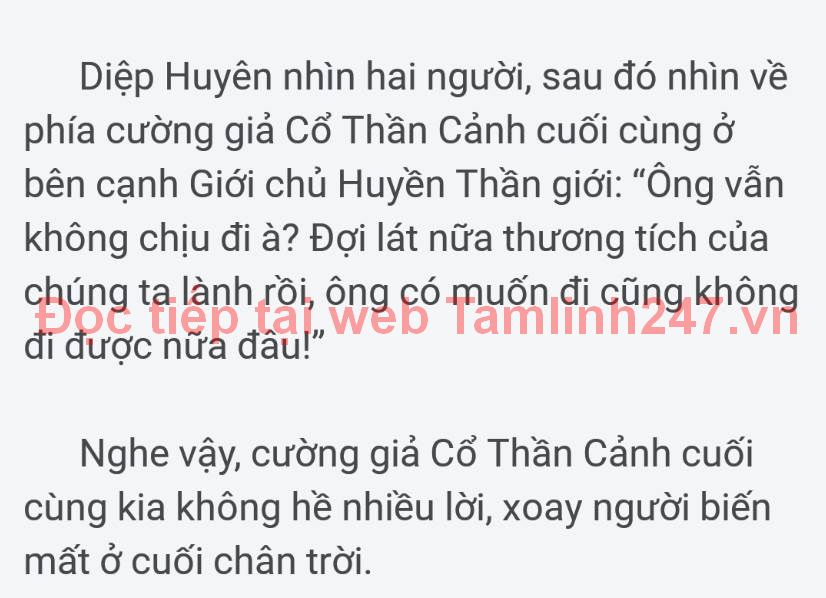 Diệp Huyên nhìn hai người, sau đó nhìn về
phía cường giả Cổ Thần Cảnh cuối cùng ở
bên cạnh Giới chủ Huyền Thần giới: “Ông vẫn
không chịu đi à? Đợi lát nữa thương tích của
chúng ta lành rồi, ông có muốn đi cũng không
Đọc tiếp tại web Tamlinh247.vn
đi được nữa đâu!”
Nghe vậy, cường giả Cổ Thần Cảnh cuối
cùng kia không hề nhiều lời, xoay người biến
mất ở cuối chân trời.